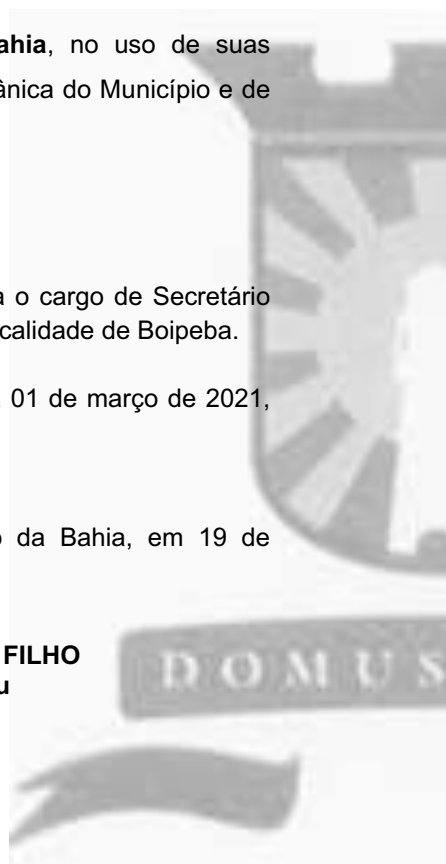 ahia, no uso de suas
ânica do Município e de
o cargo de Secretário
calidade de Boipeba.
01 de março de 2021,
da Bahia, em 19 de
FILHO
u
DOMUS